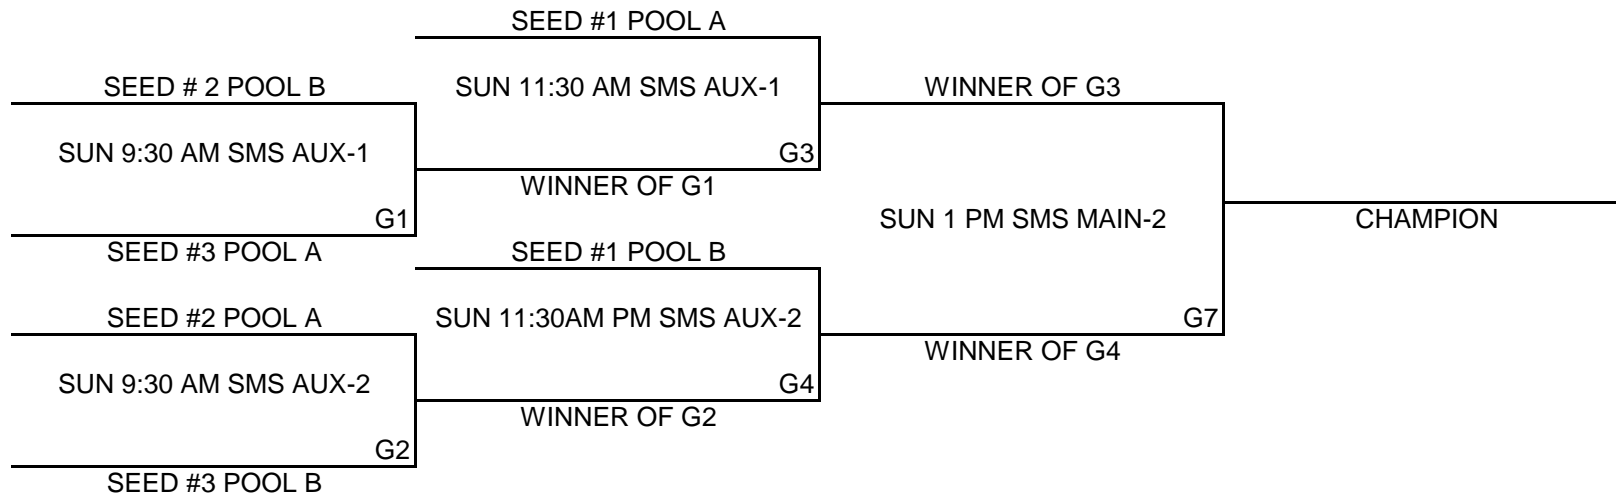 SEED #1 POOL A
SEED # 2 POOL B
SUN 11:30 AM SMS AUX-1
WINNER OF G3
SUN 9:30 AM SMS AUX-1
G3
WINNER OF G1
G1
SUN 1 PM SMS MAIN-2
CHAMPION
SEED #3 POOL A
SEED #1 POOL B
SEED #2 POOL A
SUN 11:30AM PM SMS AUX-2
G7
WINNER OF G4
SUN 9:30 AM SMS AUX-2
G4
WINNER OF G2
G2
SEED #3 POOL B